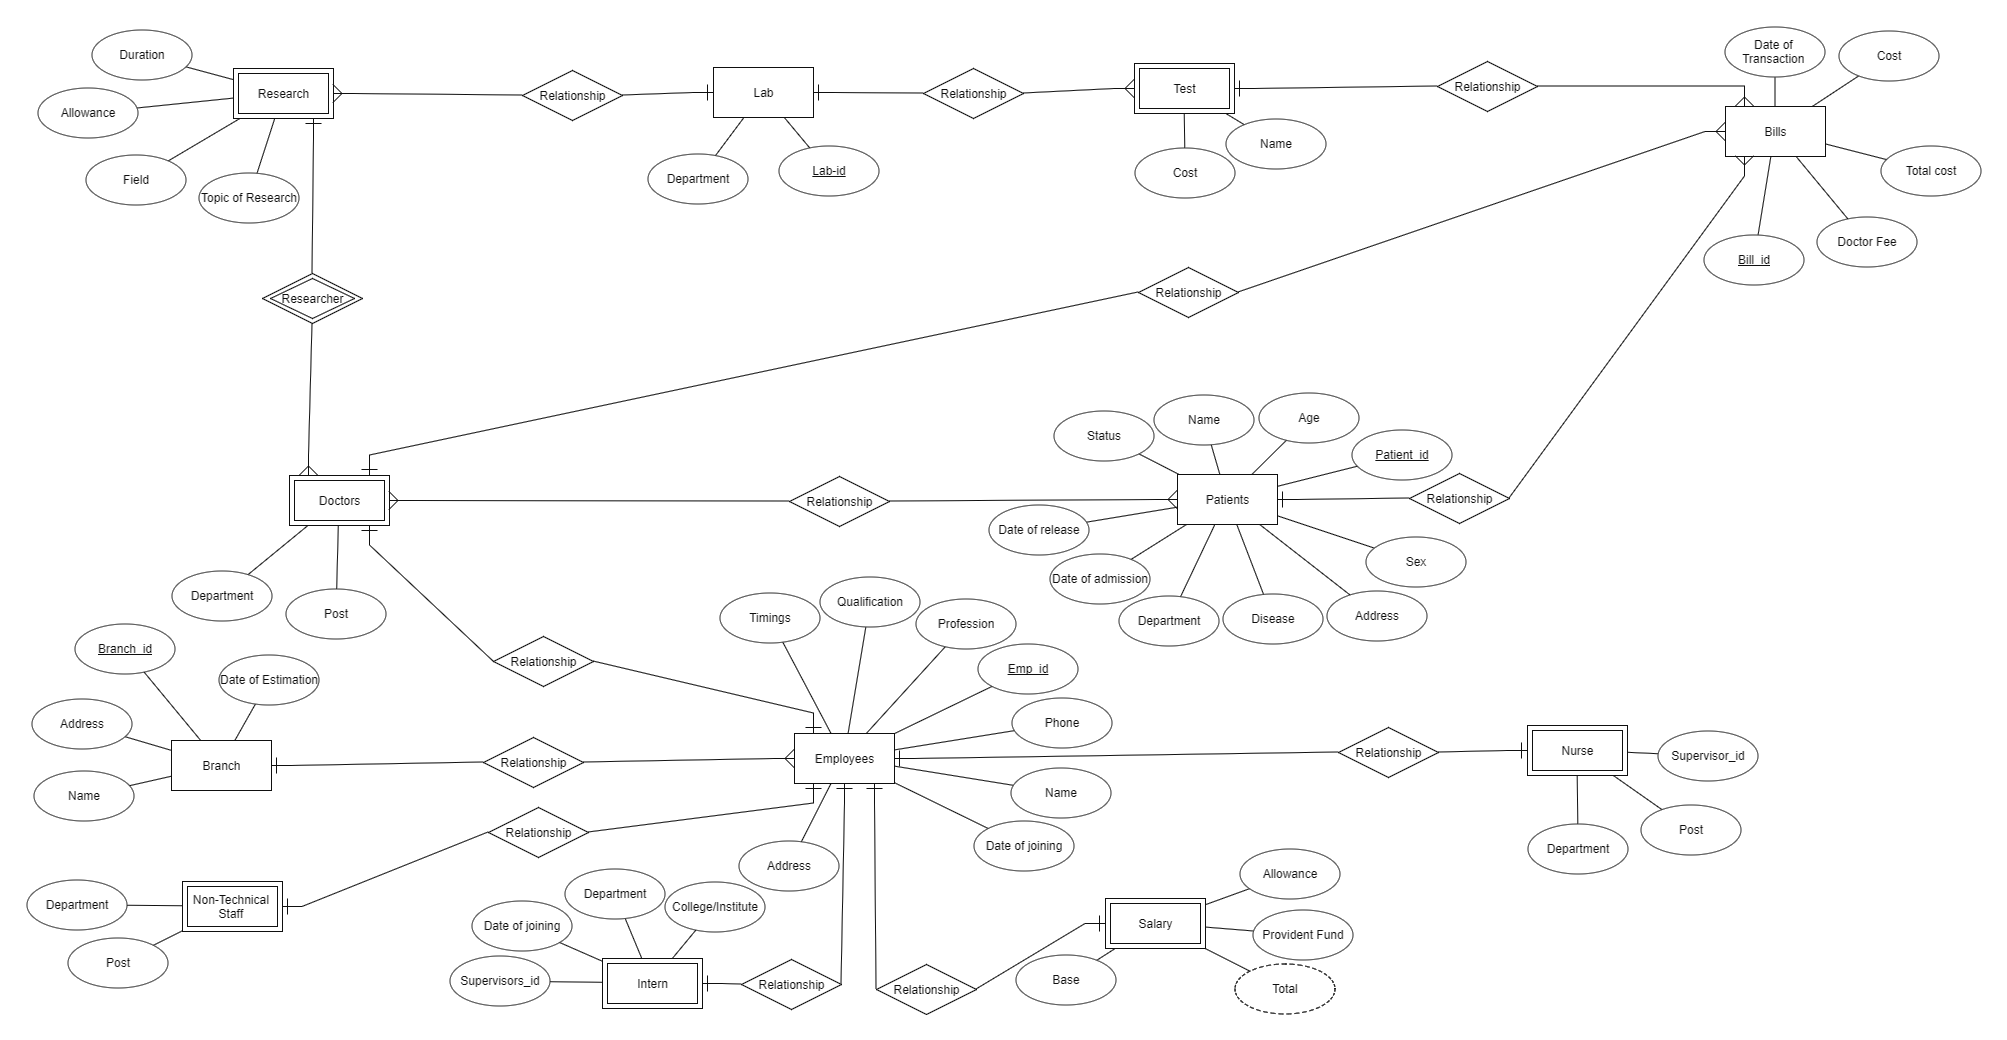 Duration
Date of
Transaction
Cost
Research
Relationship
Lab
Relationship
Test
Relationship
Allowance
Bills
Name
Field
Department
Lab-id
Cost
Total cost
Topic of Research
Doctor Fee
Bill_id
Researcher
Relationship
Status
Name
Age
Patient_id
Doctors
Relationship
Patients
Relationship
Date of release
Sex
Date of admission
Department
Post
Department
Disease
Address
Timings
Qualification
Profession
Branch_id
Date of Estimation
Relationship
Emp_id
Address
Phone
Branch
Relationship
Employees
Relationship
Nurse
Supervisor_id
Name
Name
Relationship
Address
Date of joining
Department
Post
Department
Non-Technical
Staff
Post
Date of joining
Department
College/Institute
Allowance
Salary
Provident Fund
Supervisors_id
Intern
Relationship
Relationship
Base
Total